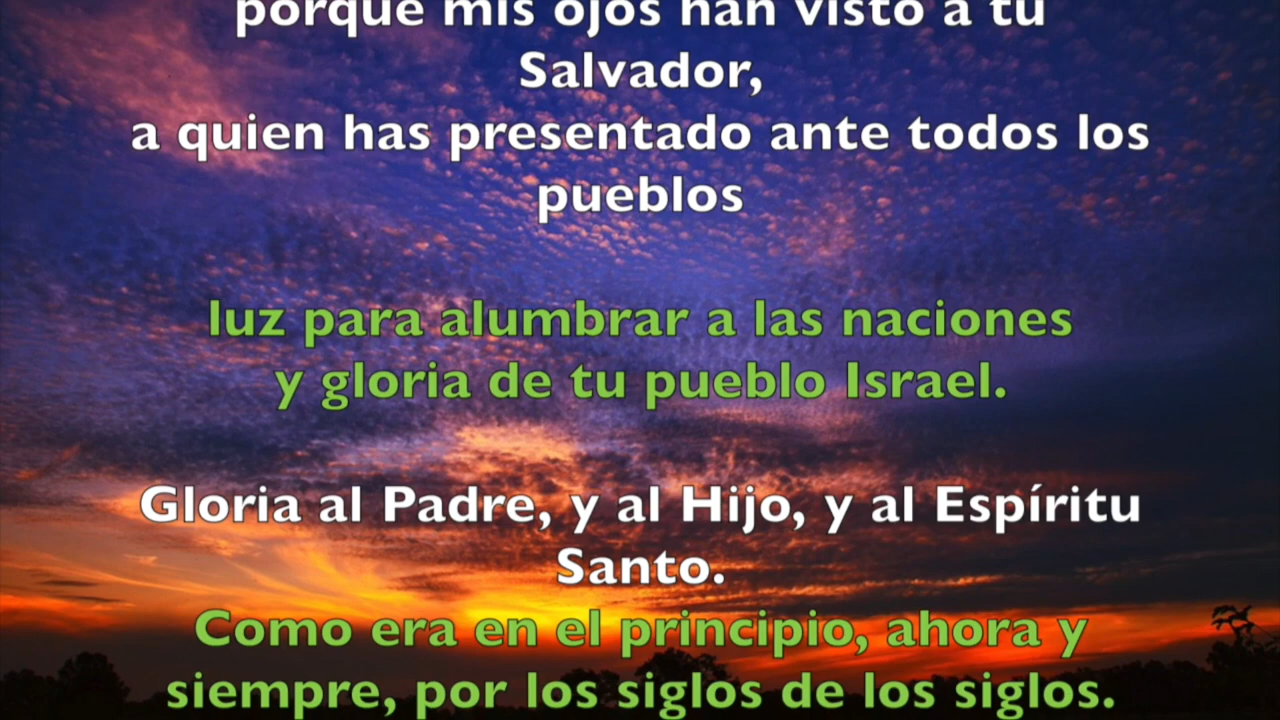 porque mis ojos han visto a tu
Salvador,
a quien has presentado ante todos los
pueblos
luz para alumbrar a las naciones
y gloria de tu pueblo Israel.
Gloria al Padre, y al Hijo, y al Espíritu
Santo.
Como era en el principio, ahora y
siempre, por los siglos de los siglos.